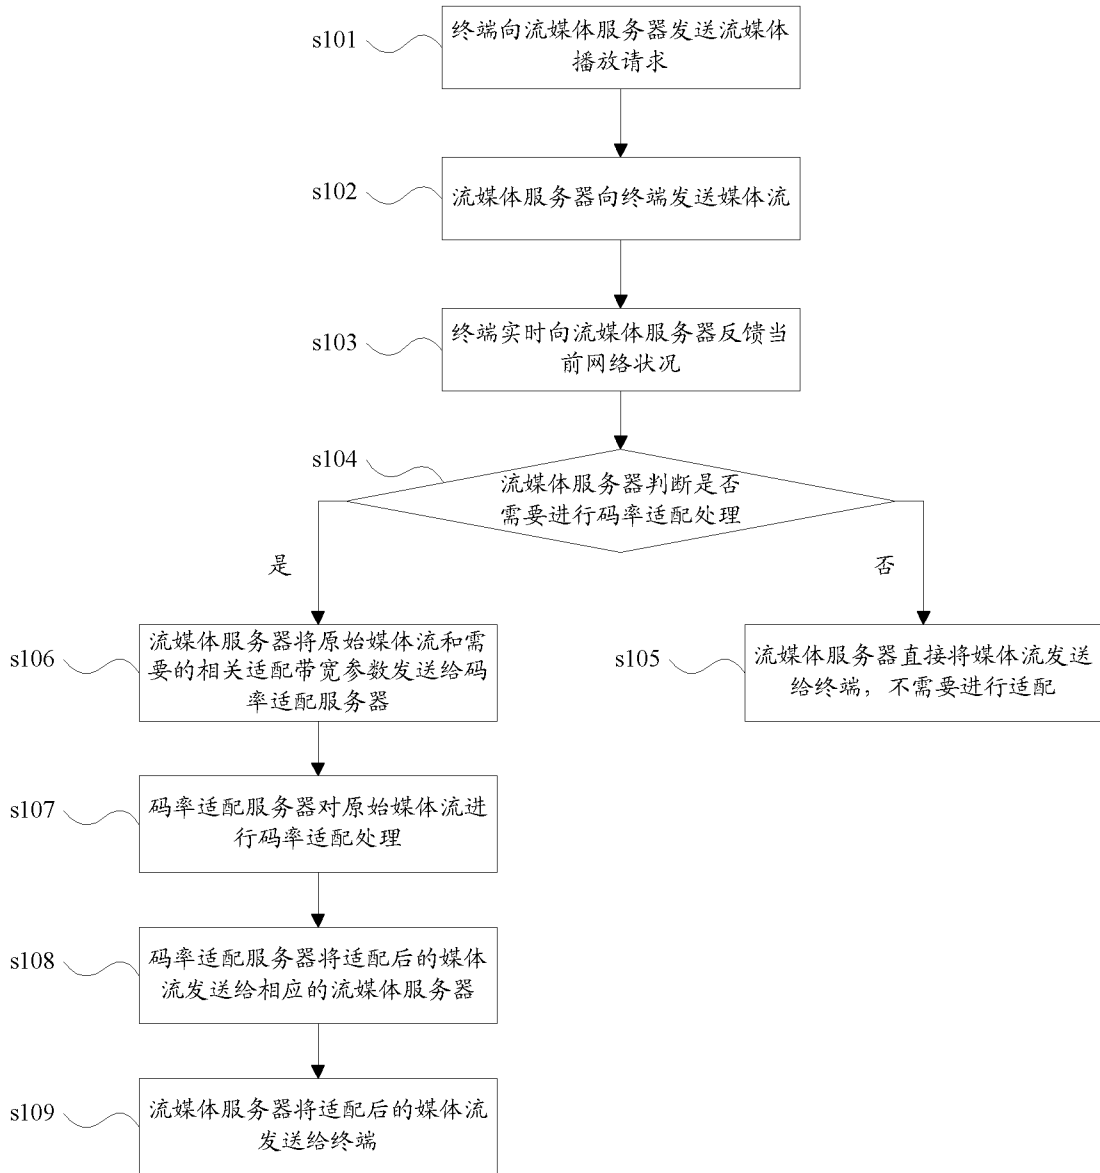 s101
终端向流媒体服务器发送流媒体
播放请求
s102
流媒体服务器向终端发送媒体流
s103
终端实时向流媒体服务器反馈当
前网络状况
s104
流媒体服务器判断是否
需要进行码率适配处理
是
否
s106
流媒体服务器将原始媒体流和需
要的相关适配带宽参数发送给码
率适配服务器
s105
流媒体服务器直接将媒体流发送
给终端，不需要进行适配
s107
码率适配服务器对原始媒体流进
行码率适配处理
s108
码率适配服务器将适配后的媒体
流发送给相应的流媒体服务器
s109
流媒体服务器将适配后的媒体流
发送给终端